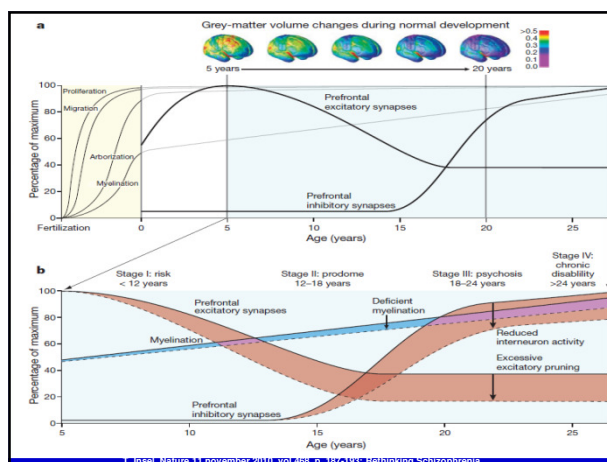 a
Grey-matter volume changes during normal development
>0.5
0.4
0.3
0.2
0.1
0.0
5 years
20 years
Percentage of maximum
100
80
60
40
20
0
Proliferation
Migration
Arborization
Myelination
Prefrontal
excitatory synapses
Prefrontal
inhibitory synapses
Fertilization
0
5
10
15
20
25
Age (years)
b
Stage I: risk
< 12 years
Stage II: prodome
12–18 years
Stage III: psychosis
18–24 years
Stage IV:
chronic
disablility
>24 years
Percentage of maximum
100
80
60
40
20
0
Prefrontal
excitatory synapses
Myelination
Deficient
myelination
Reduced
interneuron activity
Excessive
excitatory pruning
Prefrontal
inhibitory synapses
5
10
15
20
25
Age (years)
T. Insel, Nature 11 november 2010, vol 468, p. 187-193: Rethinking Schizophrenia